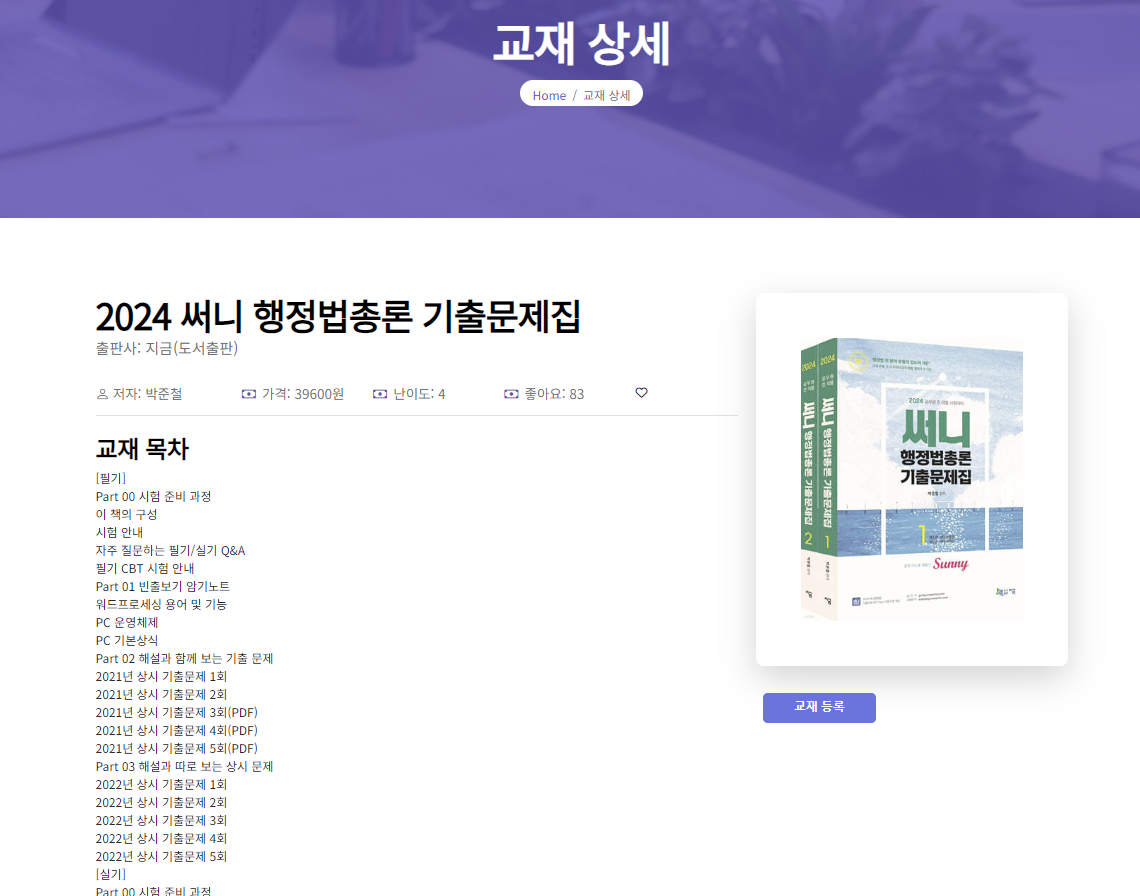 교재 상세
Home / 교재 상세
2024 써니 행정법총론 기출문제집
출판사: 지금(도서출판)
저자: 박준철
가격: 39600원
난이도: 4
좋아요: 83
교재 목차
[필기]
Part 00 시험 준비 과정
이 책의 구성
시험 안내
자주 질문하는 필기/실기 Q&A
필기 CBT 시험 안내
Part 01 빈출보기 암기노트
워드프로세싱 용어 및 기능
PC 운영체제
PC 기본상식
Part 02 해설과 함께 보는 기출 문제
2021년 상시 기출문제 1회
2021년 상시 기출문제 2회
2021년 상시 기출문제 3회(PDF)
2021년 상시 기출문제 4회(PDF)
2021년 상시 기출문제 5회(PDF)
Part 03 해설과 따로 보는 상시 문제
2022년 상시 기출문제 1회
2022년 상시 기출문제 2회
2022년 상시 기출문제 3회
2022년 상시 기출문제 4회
2022년 상시 기출문제 5회
[실기]
Part 00 시험 준비 과정
2024
써니 행정법총론 기출문제집
2
2024
써니 행정법총론 기출문제집
1
2024
써니
행정법총론
기출문제집
1
Sunny
교재 등록